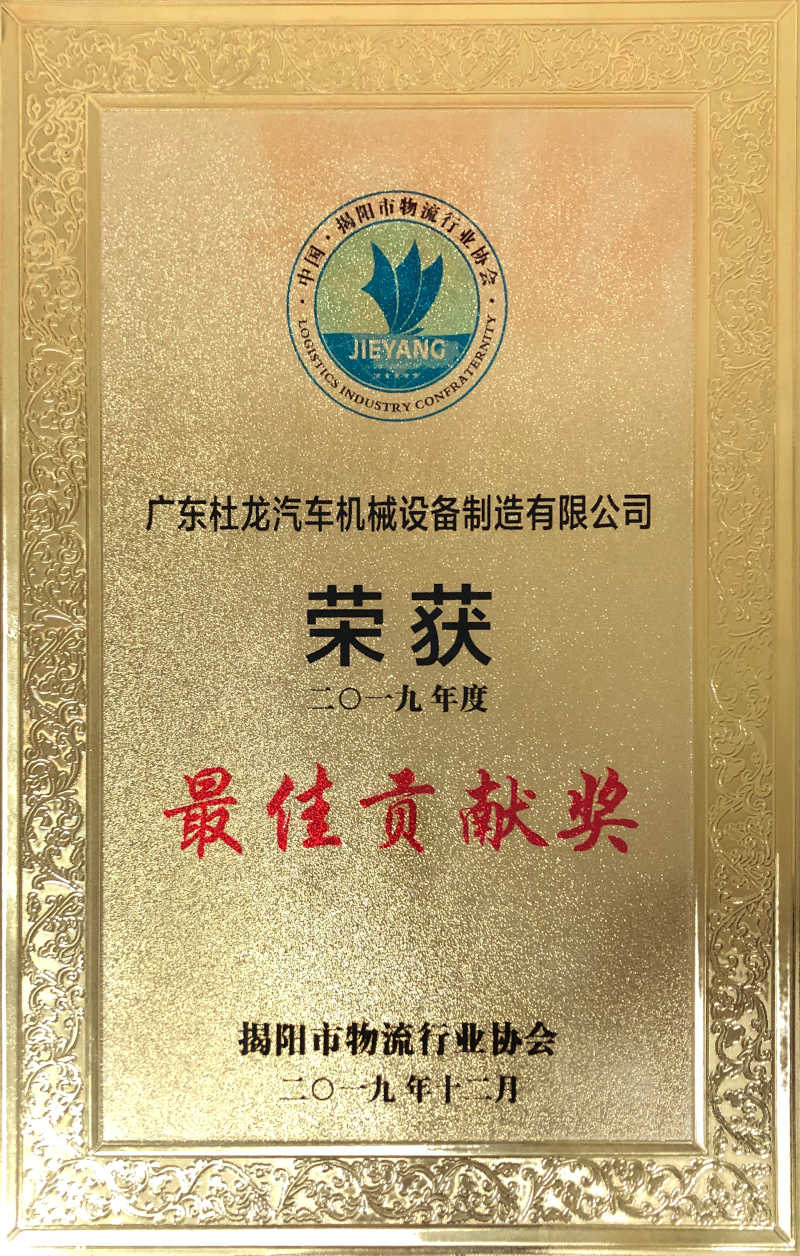 中国·揭阳市物流行业协会
JIEYANG
LOGISTICS INDUSTRY CONFRATERNITY
广东杜龙汽车机械设备制造有限公司
荣获
二〇一九年度
最佳贡献奖
揭阳市物流行业协会
二〇一九年十二月